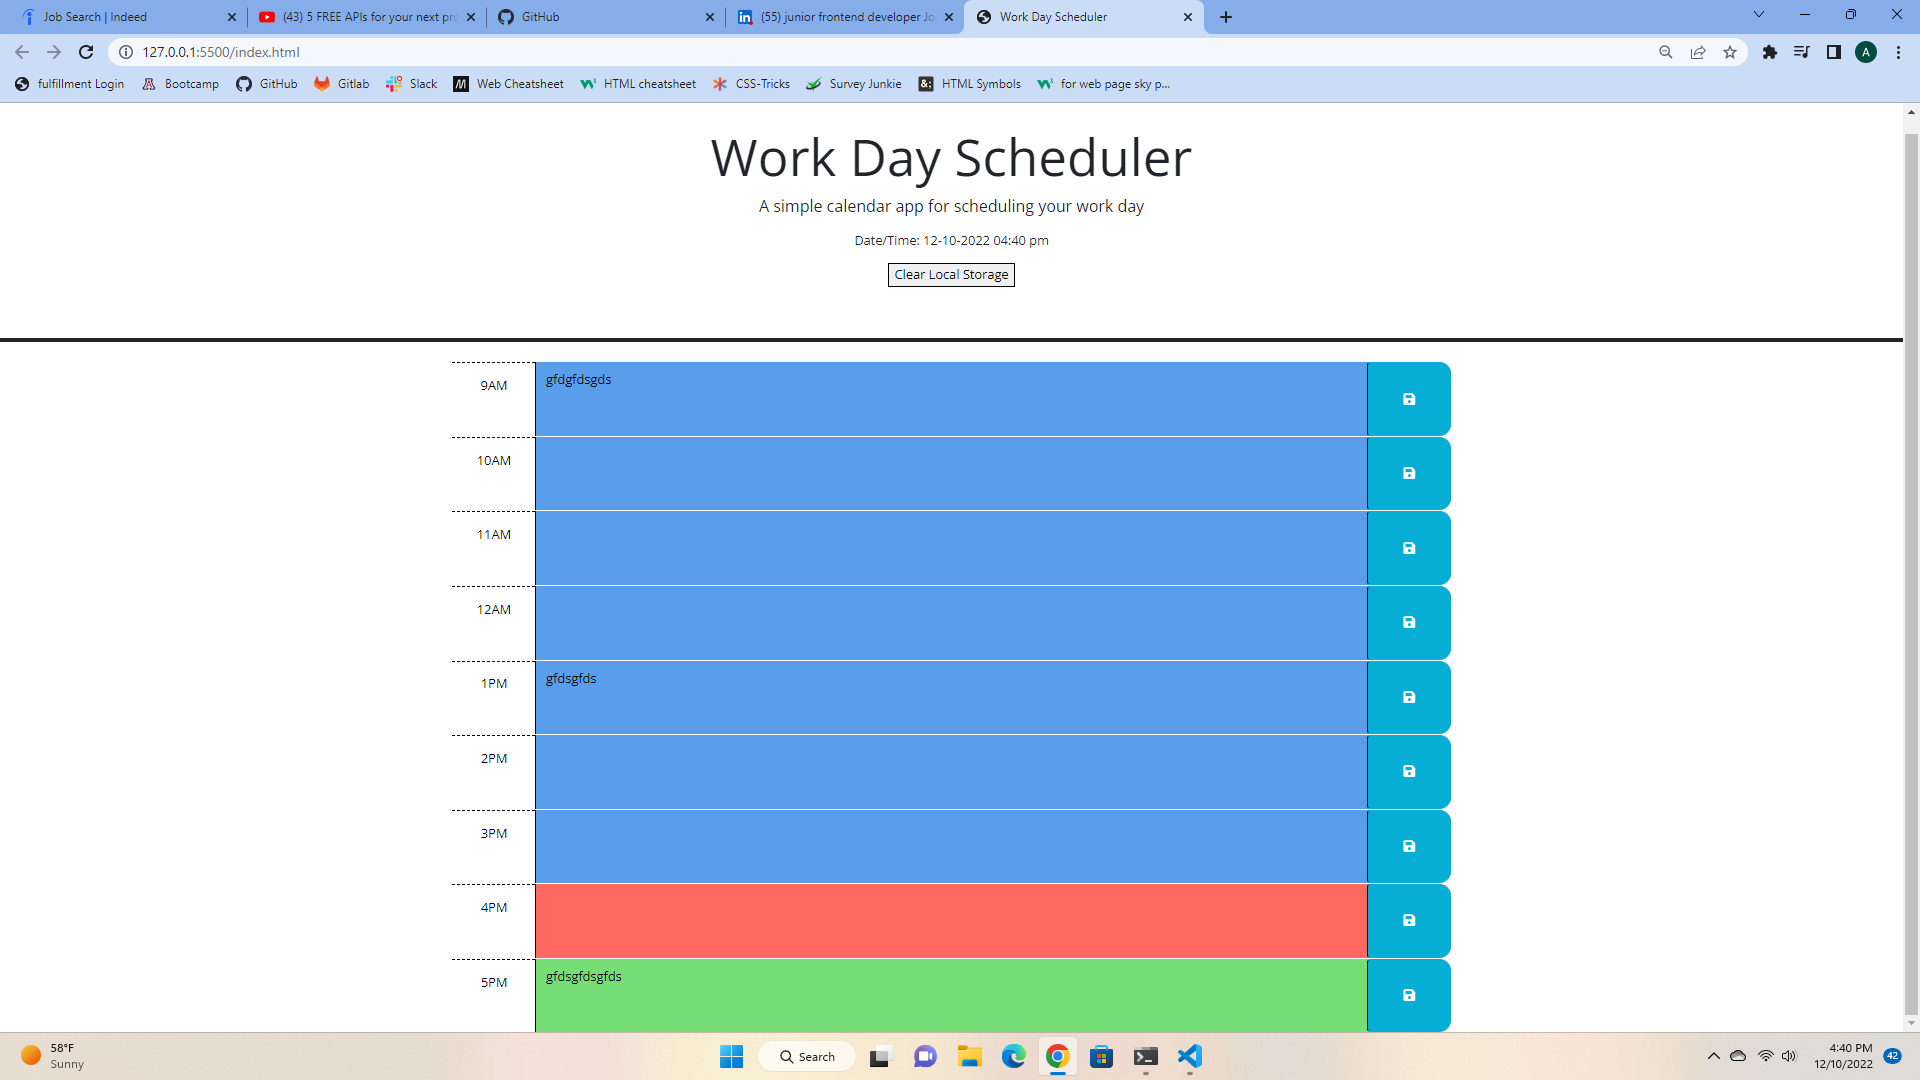 Job Search | Indeed
(43) 5 FREE APIs for your next pro
GitHub
(55) junior frontend developer Jo
Work Day Scheduler
127.0.0.1:5500/index.html
A
fulfillment Login
Bootcamp
GitHub
Gitlab
Slack
Web Cheatsheet
HTML cheatsheet
CSS-Tricks
Survey Junkie
HTML Symbols
for web page sky p...
Work Day Scheduler
A simple calendar app for scheduling your work day
Date/Time: 12-10-2022 04:40 pm
Clear Local Storage
9AM
gfdgfdsgds
10AM
11AM
12AM
1PM
gfdsgfds
2PM
3PM
4PM
5PM
gfdsgfdsgfds
58°F
Sunny
Search
4:40 PM
12/10/2022
42